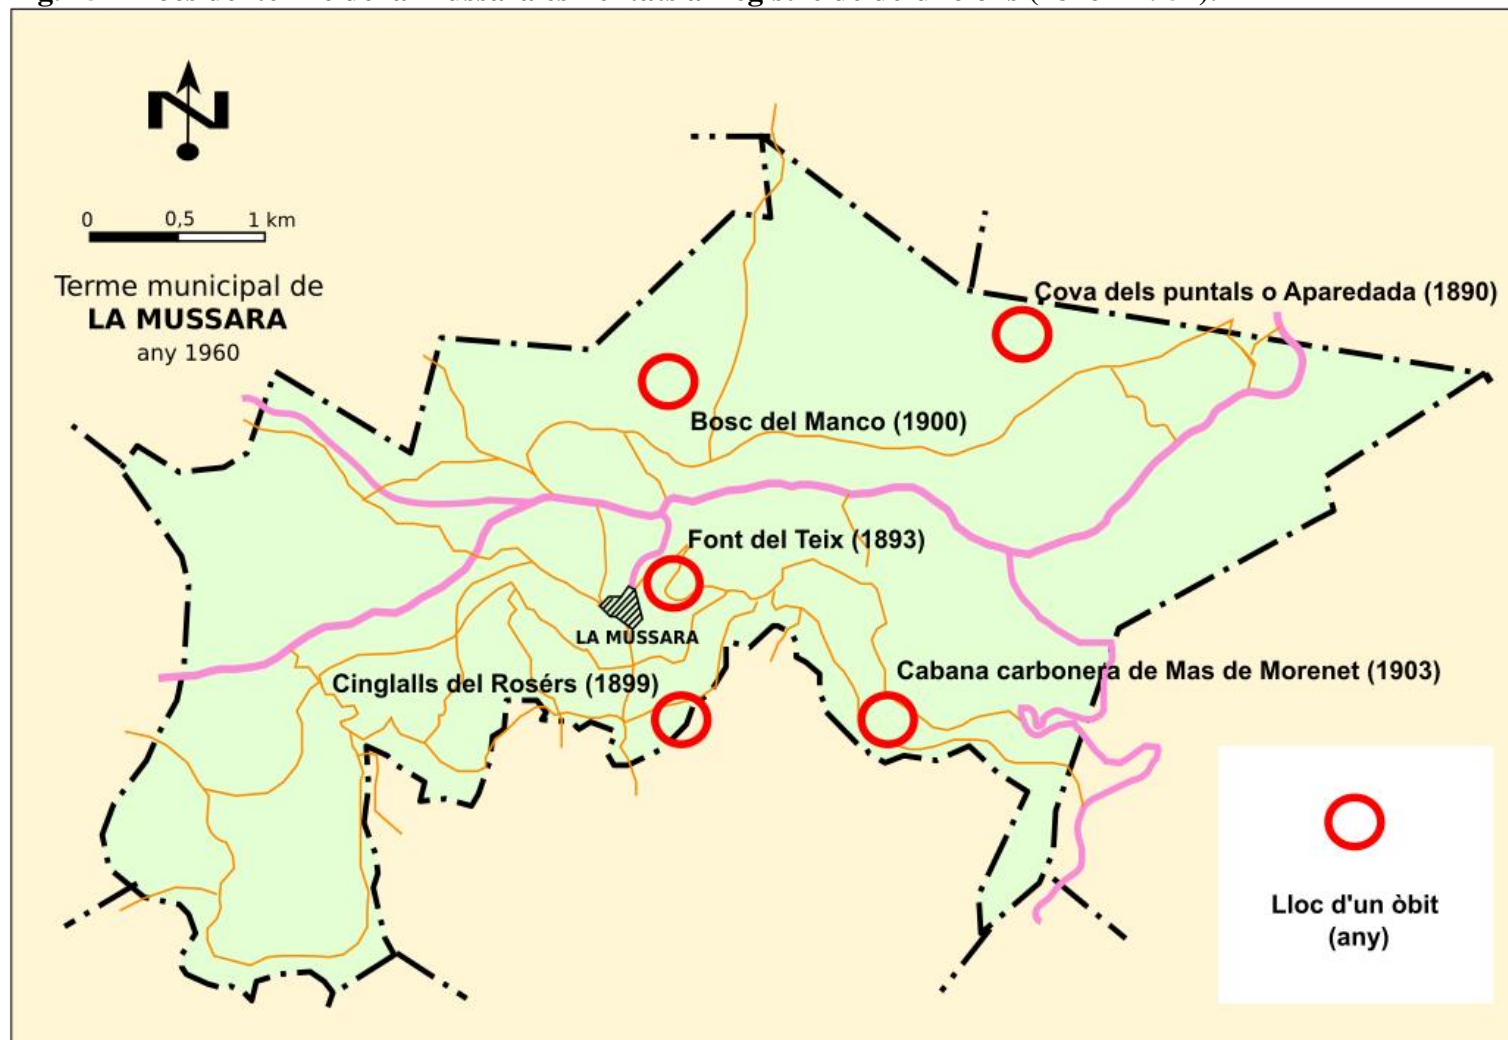 N
0 0,5 1 km
Terme municipal de
LA MUSSARA
any 1960
Cova dels puntals o Aparedada (1890)
Bosc del Manco (1900)
Font del Teix (1893)
LA MUSSARA
Cinglalls del Rosérs (1899)
Cabana carbonera de Mas de Morenet (1903)
Lloc d'un òbit
(any)